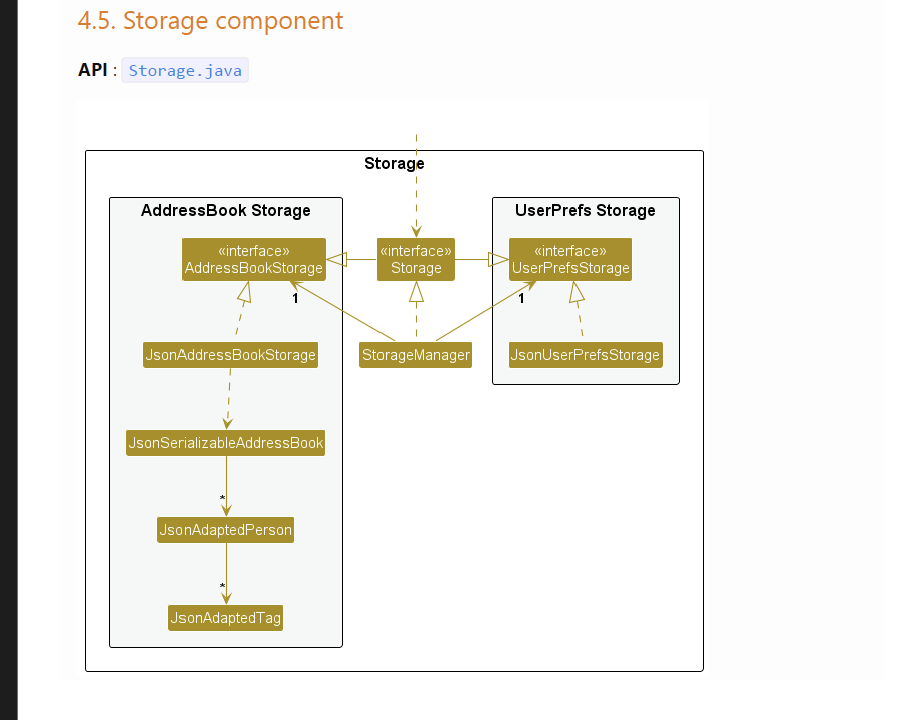 4.5. Storage component
API : Storage.java
Storage
AddressBook Storage
UserPrefs Storage
«interface»
AddressBookStorage
«interface»
Storage
«interface»
UserPrefsStorage
1
1
JsonAddressBookStorage
StorageManager
JsonUserPrefsStorage
JsonSerializableAddressBook
*
JsonAdaptedPerson
*
JsonAdaptedTag